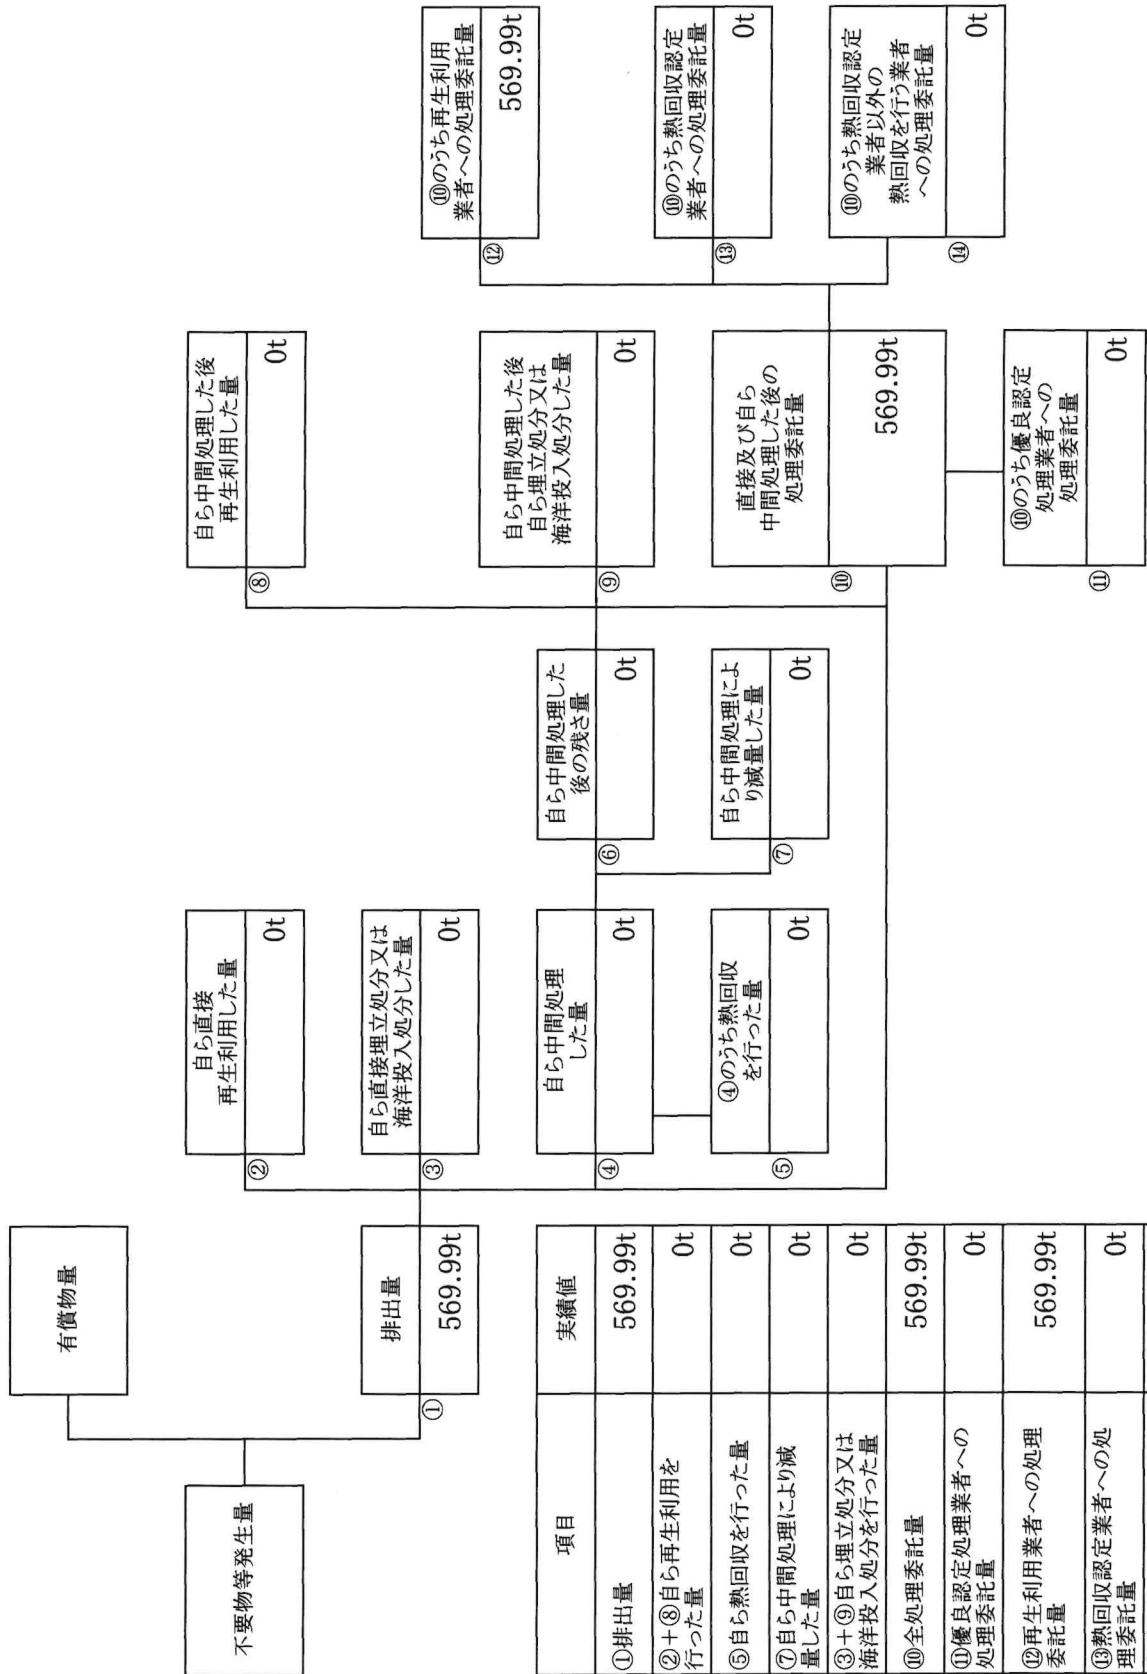 不要物等発生量
有償物量
①
排出量
569.99t
②
自ら直接
再生利用した量
0t
③
自ら直接埋立処分又は
海洋投入処分した量
0t
④
自ら中間処理
した量
0t
⑤
④のうち熱回収
を行った量
0t
⑥
自ら中間処理した
後の残さ量
0t
⑦
自ら中間処理によ
り減量した量
0t
⑧
自ら中間処理した後
再生利用した量
0t
⑨
自ら中間処理した後
自ら埋立処分又は
海洋投入処分した量
0t
⑩
直接及び自ら
中間処理した後の
処理委託量
569.99t
⑪
⑩のうち優良認定
処理業者への
処理委託量
0t
⑫
⑩のうち再生利用
業者への処理委託量
569.99t
⑬
⑩のうち熱回収認定
業者への処理委託量
0t
⑭
⑩のうち熱回収認定
業者以外の
熱回収を行う業者
への処理委託量
0t
項目
実績値
①排出量
569.99t
②+⑧自ら再生利用を
行った量
0t
⑤自ら熱回収を行った量
0t
⑦自ら中間処理により減
量した量
0t
③+⑨自ら埋立処分又は
海洋投入処分を行った量
0t
⑩全処理委託量
569.99t
⑪優良認定処理業者への
処理委託量
0t
⑫再生利用業者への処理
委託量
569.99t
⑬熱回収認定業者への処
理委託量
0t